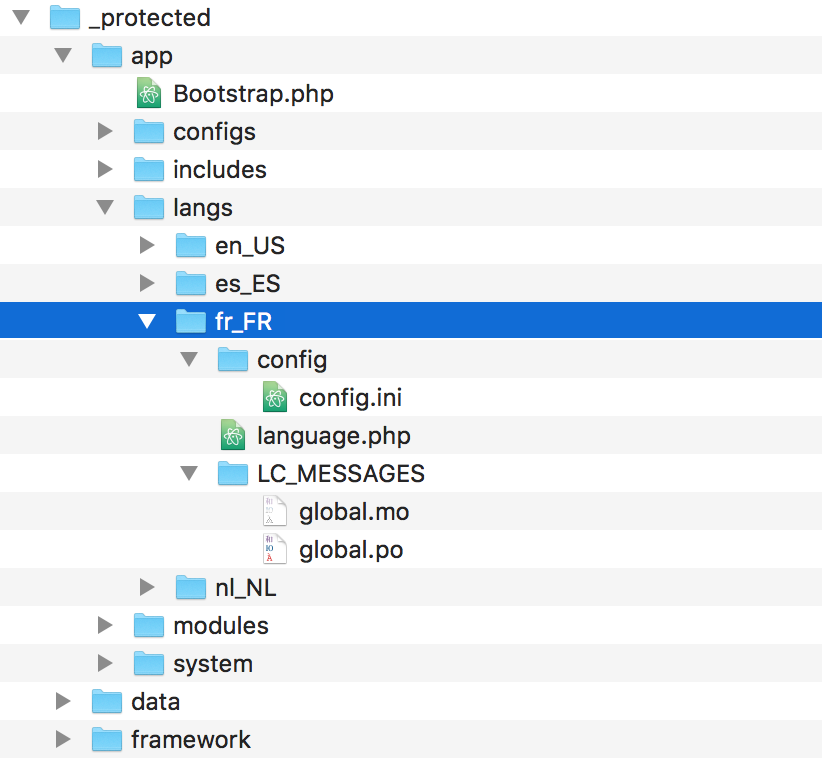 _protected
app
Bootstrap.php
configs
includes
langs
en_US
es_ES
fr_FR
config
config.ini
language.php
LC_MESSAGES
global.mo
global.po
nl_NL
modules
system
data
framework